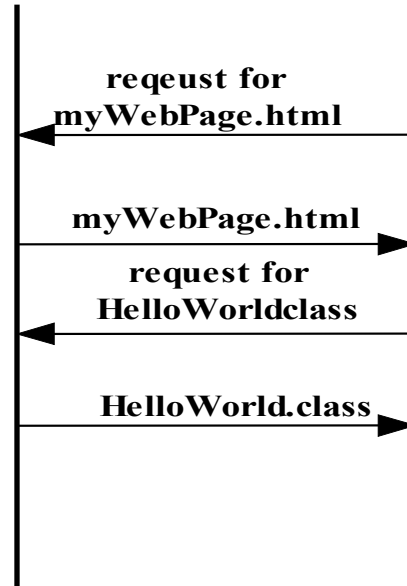 reqeust for
myWebPage.html
myWebPage.html
request for
HelloWorldclass
HelloWorld.class